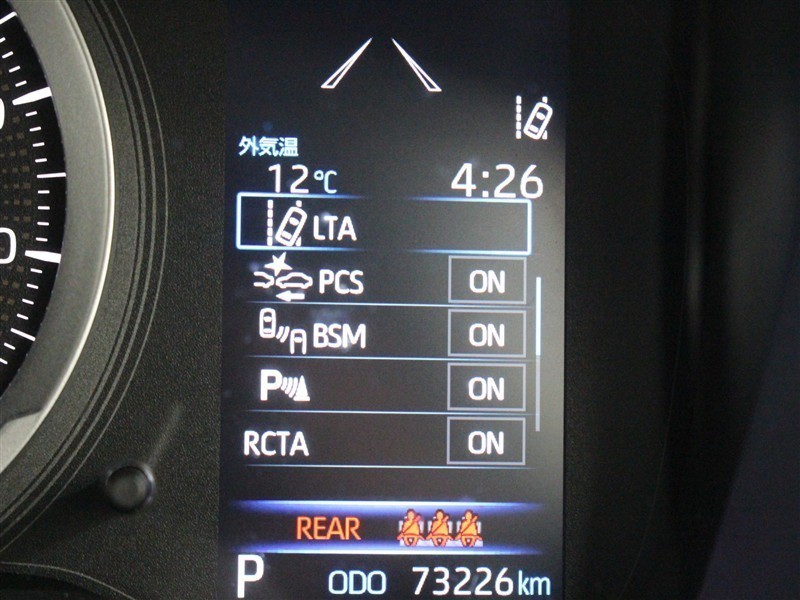 外気温
12℃ 4:26
LTA
PCS ON
BSM ON
P ON
RCTA ON
REAR
P ODO 73226km